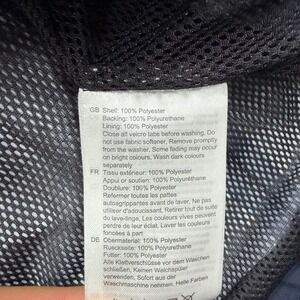 GB Shell: 100% Polyester
Backing: 100% Polyurethane
Lining: 100% Polyester
Close all velcro tabs before washing. Do
not use fabric softener. Remove promptly
from the washer, Some fading may occur
on bright colours. Wash dark colours
separately
FR Tissu extérieur: 100% Polyester
Appui ou soutien: 100% Polyuréthane
Doublure: 100% Polyester
Refermer toutes les pattes
autoagrippantes avant de laver. Ne pas
utiliser d'adoucissant, Retirer tout de suite
du lave-linge, Les couleurs vives peuvent
perdre de leur éclat, Laver les couleurs
foncées à part
DE Obermaterial: 100% Polyester
Rueckseite: 100% Polyurethan
Futter: 100% Polyester
Alle Klettverschlüsse vor dem Waschen
schließen, Keinen Weichspüler
verwenden, Sofort aus der
Waschmaschine nehmen, Helle Farben